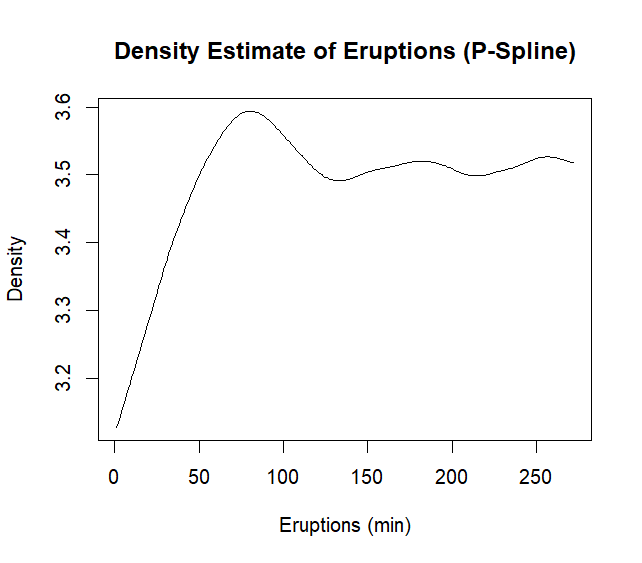 Density Estimate of Eruptions (P-Spline)
3.6
3.5
3.4
3.3
3.2
Density
0 50 100 150 200 250
Eruptions (min)